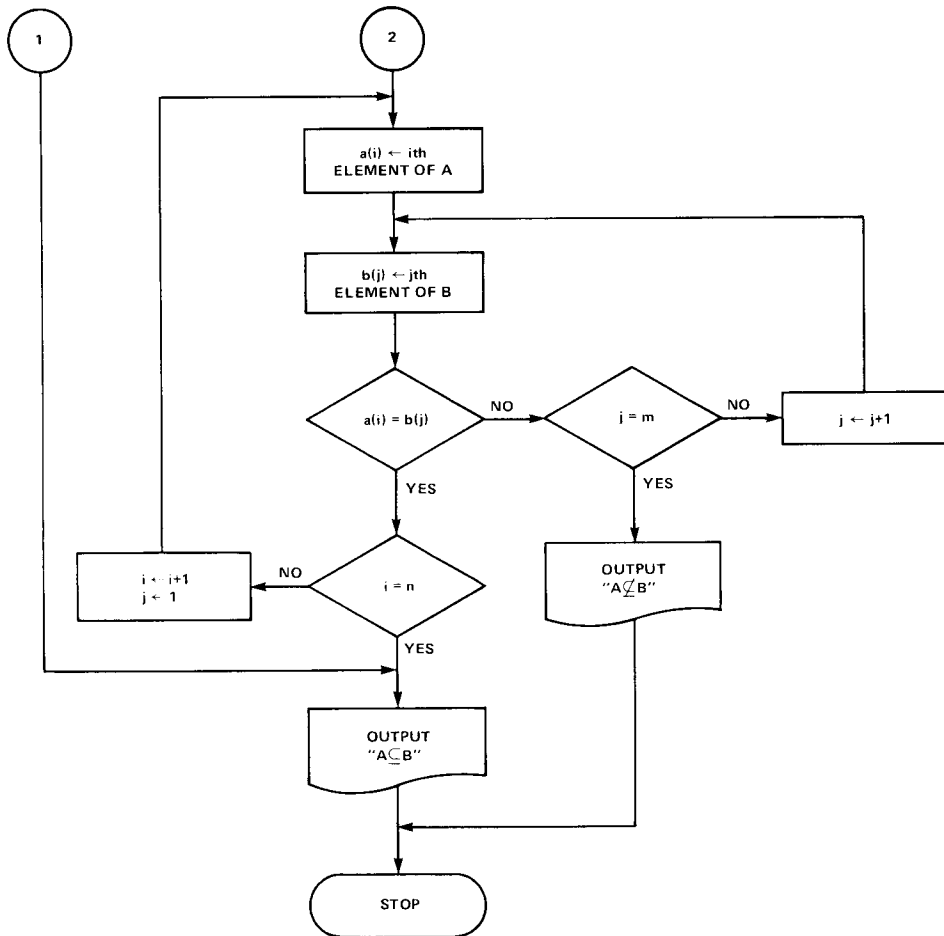 1
2
a(i) ← ith
ELEMENT OF A
b(j) ← jth
ELEMENT OF B
a(i) = b(j)
NO
j = m
NO
j ← j+1
YES
YES
i ← i+1
j ← 1
NO
i = n
OUTPUT
"A⊈B"
YES
OUTPUT
"A⊆B"
STOP